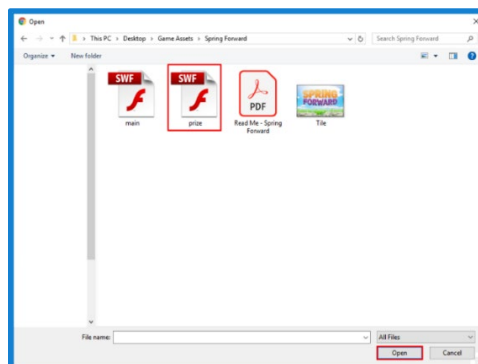 Open
This PC > Desktop > Game Assets > Spring Forward
Search Spring Forward
Organize
New folder
SWF
SWF
PDF
SPRING
FORWARD
main
prize
Read Me - Spring
Forward
Tile
File name:
All Files
Open
Cancel